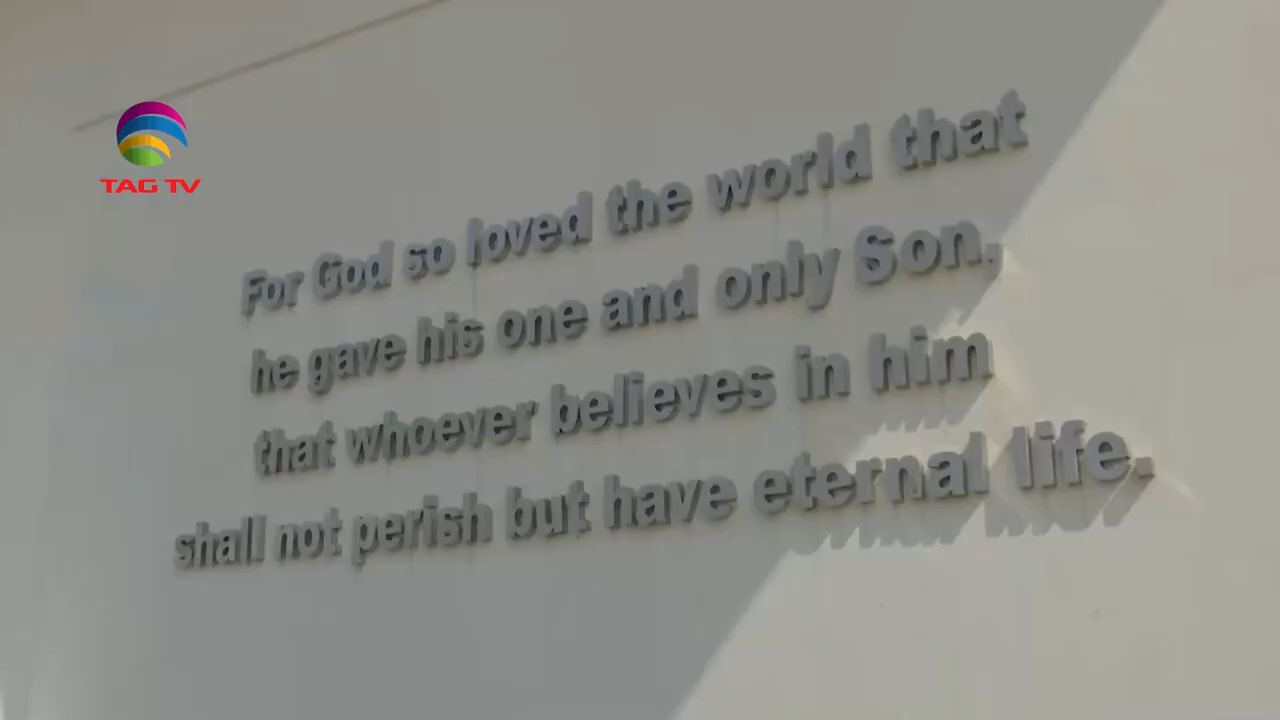 TAG TV
For God so loved the world that
he gave his one and only Son,
that whoever believes in him
shall not perish but have eternal life.